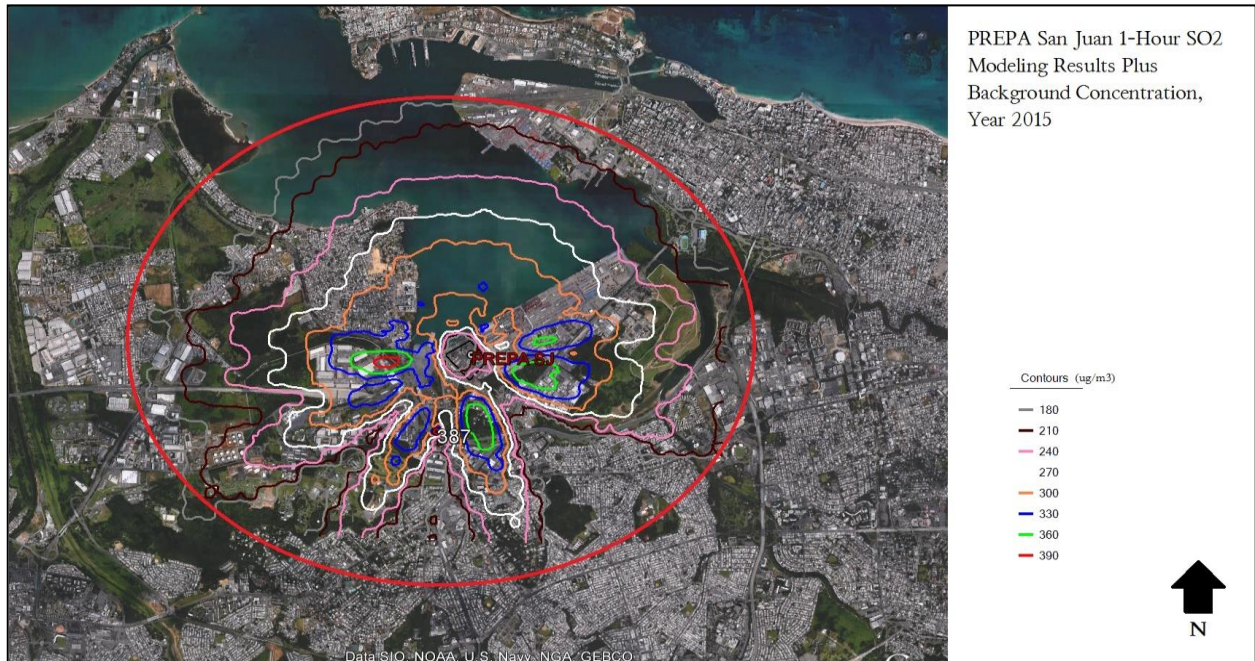 PREPA San Juan 1-Hour SO2
Modeling Results Plus
Background Concentration,
Year 2015
PREPA SJ
387
Contours (ug/m3)
180
210
240
270
300
330
360
390
N
Data SIO, NOAA, U.S. Navy, NGA, GEBCO